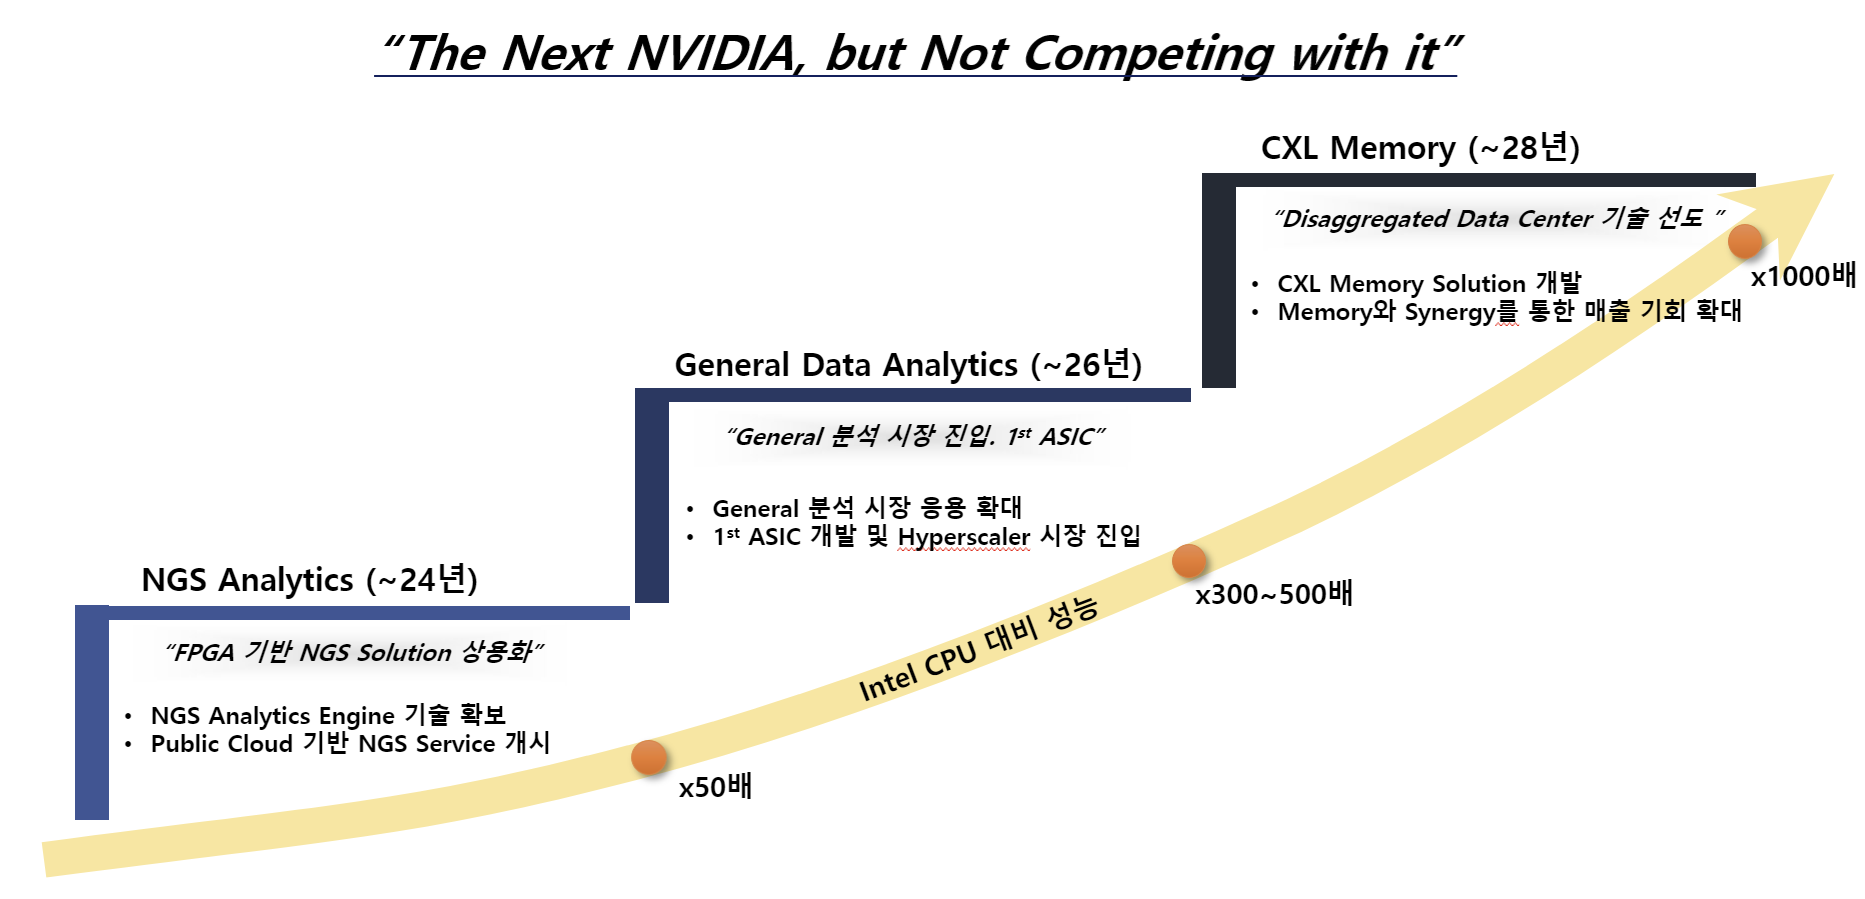 “The Next NVIDIA, but Not Competing with it”
CXL Memory (~28년)
“Disaggregated Data Center 기술 선도 ”
• CXL Memory Solution 개발
• Memory와 Synergy를 통한 매출 기회 확대
x1000배
General Data Analytics (~26년)
“General 분석 시장 진입. 1st ASIC”
• General 분석 시장 응용 확대
• 1st ASIC 개발 및 Hyperscaler 시장 진입
x300~500배
NGS Analytics (~24년)
“FPGA 기반 NGS Solution 상용화”
• NGS Analytics Engine 기술 확보
• Public Cloud 기반 NGS Service 개시
x50배
Intel CPU 대비 성능